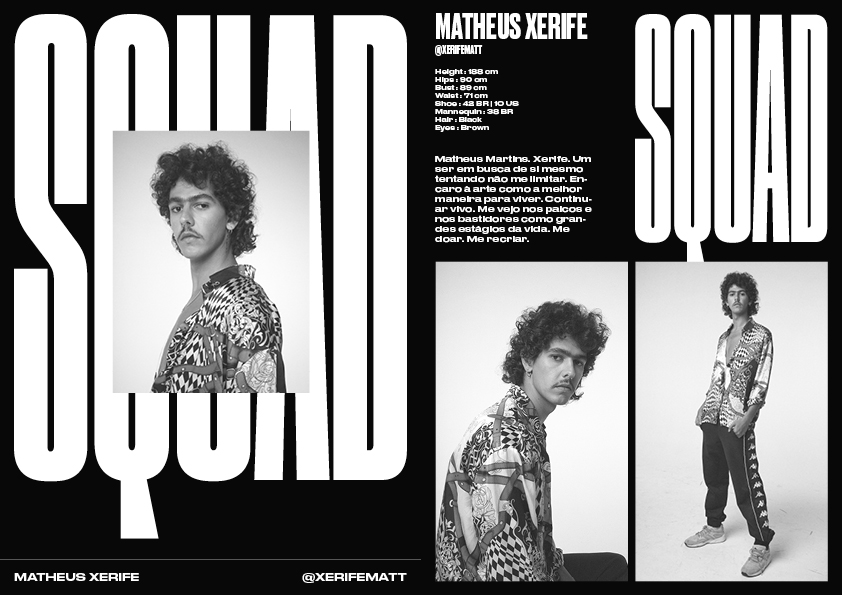 SQUAD
MATHEUS XERIFE
@XERIFEMATT
MATHEUS XERIFE
@XERIFEMATT
Height : 188 cm
Hips : 90 cm
Bust : 89 cm
Waist : 71 cm
Shoe : 42 BR | 10 US
Mannequin : 38 BR
Hair : Black
Eyes : Brown
Matheus Martins. Xerife. Um
ser em busca de si mesmo
tentando não me limitar. En-
caro à arte como a melhor
maneira para viver. Continu-
ar vivo. Me vejo nos palcos e
nos bastidores como gran-
des estágios da vida. Me
doar. Me recriar.
SQUAD